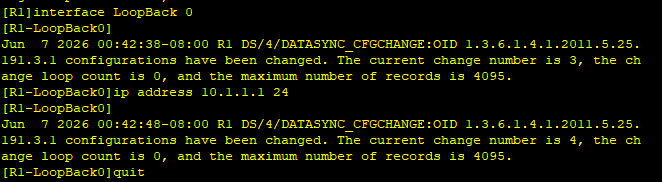 [R1]interface LoopBack 0
[R1-LoopBack0]
Jun  7 2026 00:42:38-08:00 R1 DS/4/DATASYNC_CFGCHANGE:OID 1.3.6.1.4.1.2011.5.25.
191.3.1 configurations have been changed. The current change number is 3, the ch
ange loop count is 0, and the maximum number of records is 4095.
[R1-LoopBack0]ip address 10.1.1.1 24
[R1-LoopBack0]
Jun  7 2026 00:42:48-08:00 R1 DS/4/DATASYNC_CFGCHANGE:OID 1.3.6.1.4.1.2011.5.25.
191.3.1 configurations have been changed. The current change number is 4, the ch
ange loop count is 0, and the maximum number of records is 4095.
[R1-LoopBack0]quit